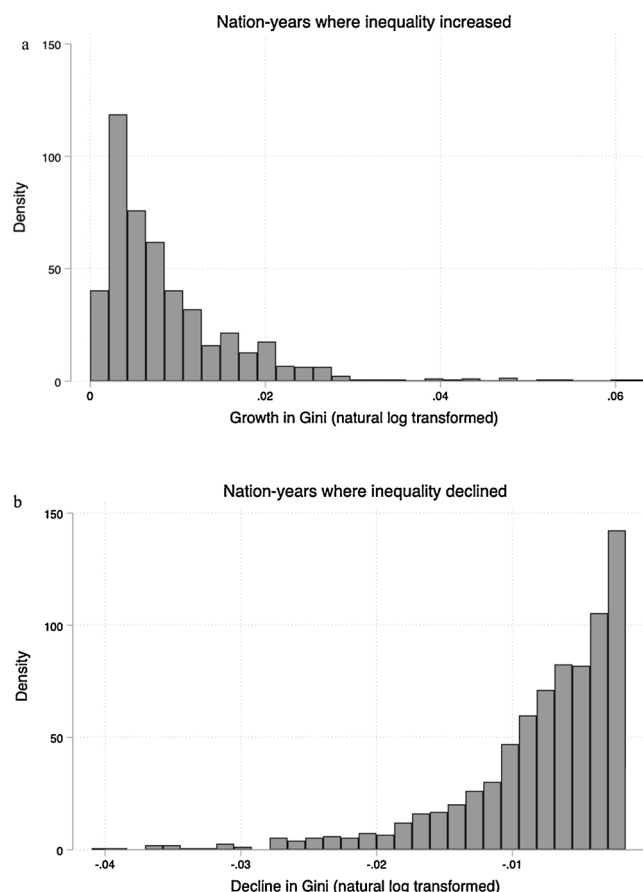 Nation-years where inequality increased
a
150
100
50
0
Density
0 .02 .04 .06
Growth in Gini (natural log transformed)
Nation-years where inequality declined
b
150
100
50
0
Density
-.04 -.03 -.02 -.01
Decline in Gini (natural log transformed)